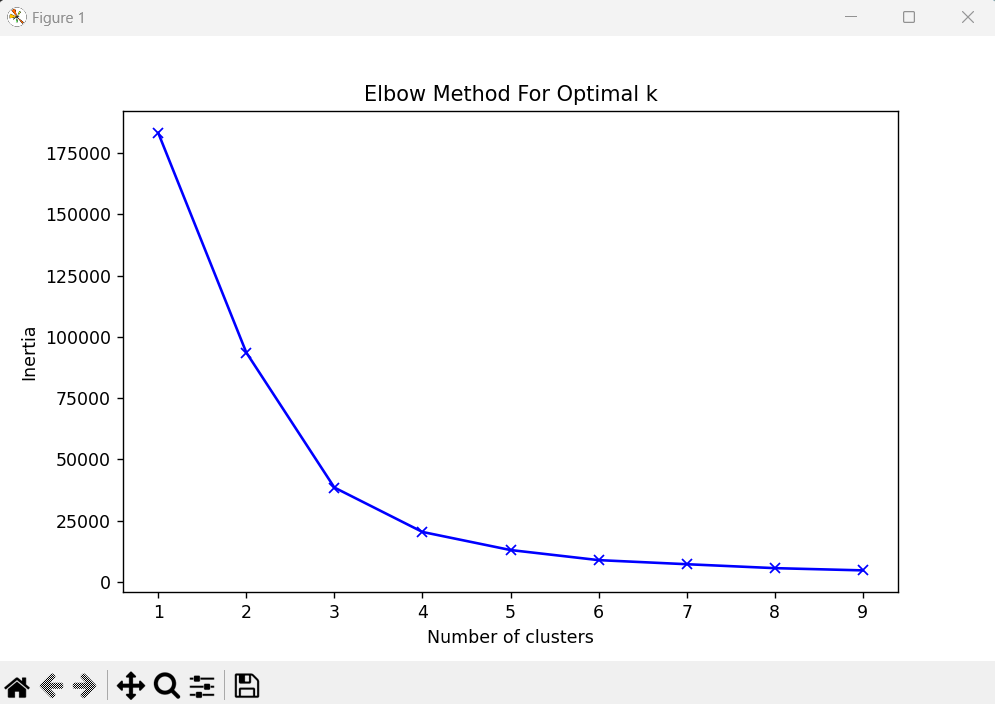 Figure 1
Elbow Method For Optimal k
175000
150000
125000
100000
75000
50000
25000
0
Inertia
1 2 3 4 5 6 7 8 9
Number of clusters